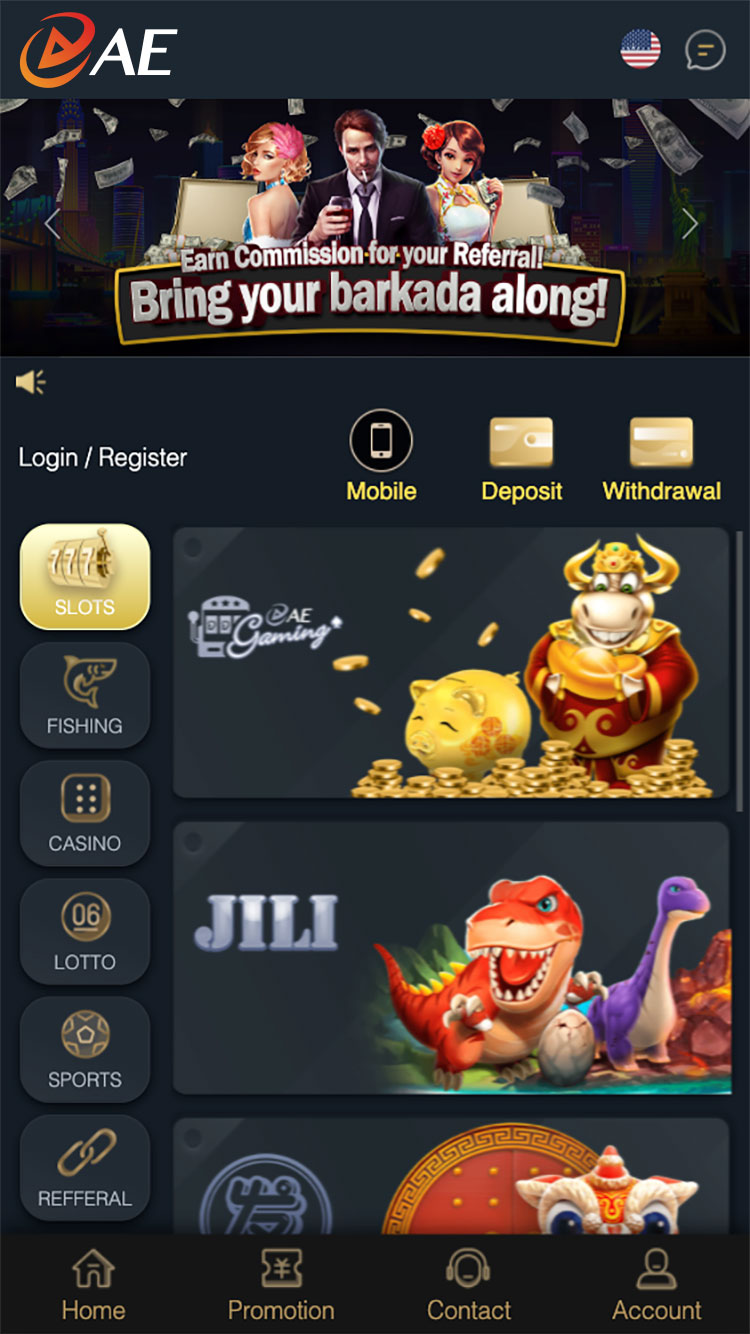 AE
Earn Commission for your Referral!
Bring your barkada along!
Login / Register
Mobile
Deposit
Withdrawal
777
SLOTS
AE
Gaming
FISHING
CASINO
JILI
06
LOTTO
SPORTS
REFFERAL
发
Home
Promotion
Contact
Account